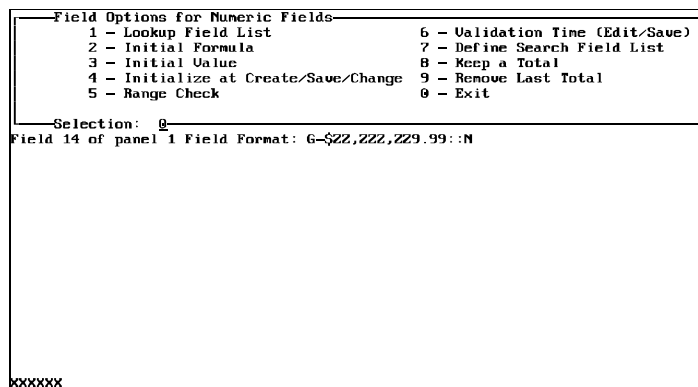 Field Options for Numeric Fields
1 - Lookup Field List 6 - Validation Time (Edit/Save)
2 - Initial Formula 7 - Define Search Field List
3 - Initial Value 8 - Keep a Total
4 - Initialize at Create/Save/Change 9 - Remove Last Total
5 - Range Check 0 - Exit
Selection: 0
Field 14 of panel 1 Field Format: G-$ZZ,ZZZ,ZZ9.99::N
XXXXXX